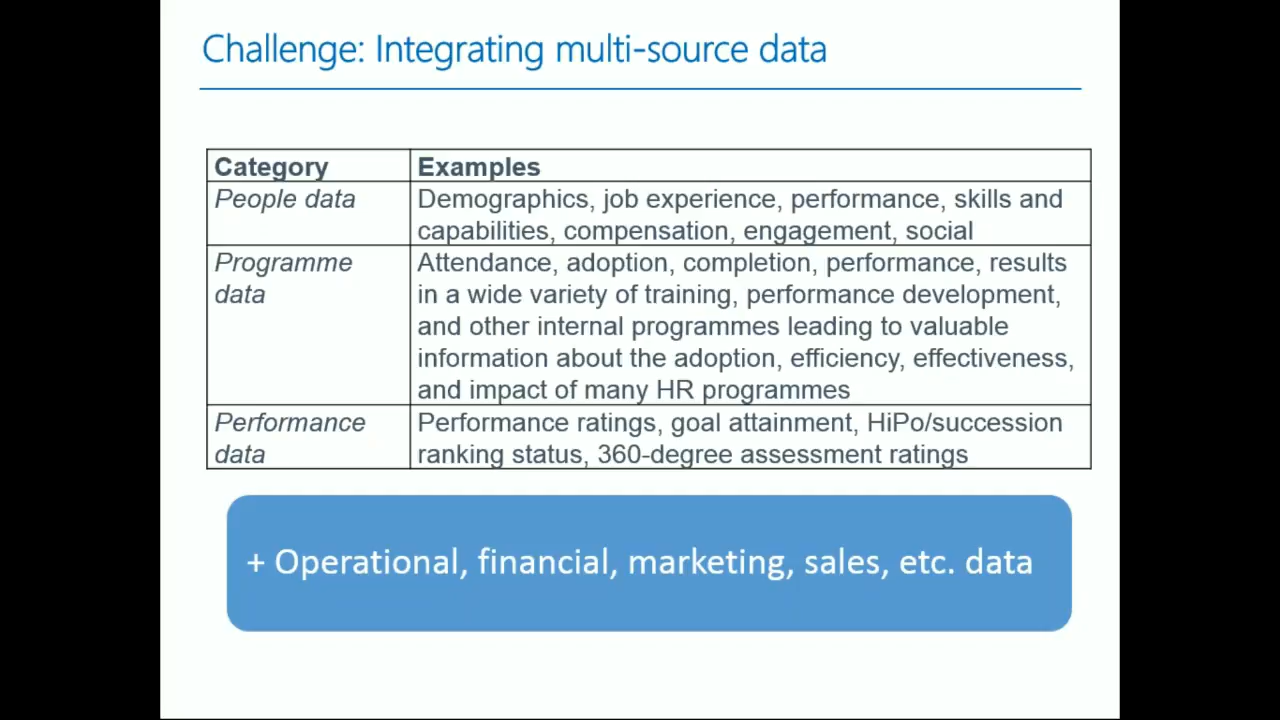 Challenge: Integrating multi-source data
Category Examples
People data Demographics, job experience, performance, skills and
capabilities, compensation, engagement, social
Programme Attendance, adoption, completion, performance, results
data in a wide variety of training, performance development,
and other internal programmes leading to valuable
information about the adoption, efficiency, effectiveness,
and impact of many HR programmes
Performance Performance ratings, goal attainment, HiPo/succession
data ranking status, 360-degree assessment ratings
+ Operational, financial, marketing, sales, etc. data